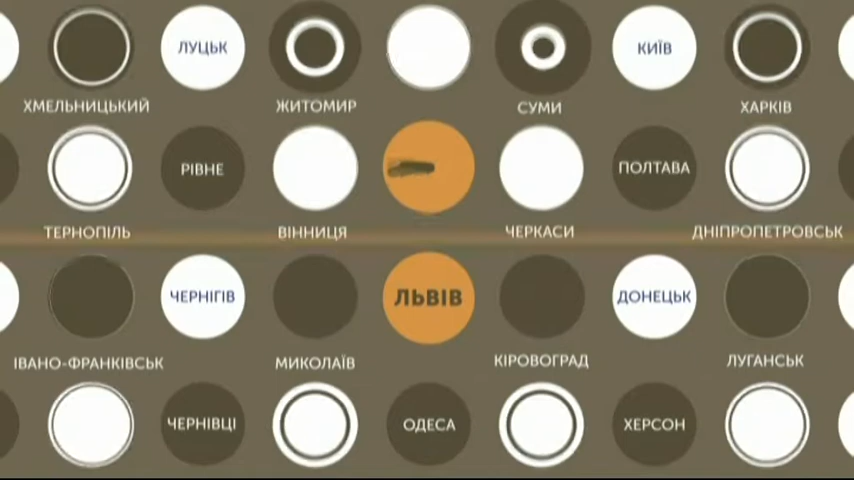 ЛУЦЬК
КИЇВ
ХМЕЛЬНИЦЬКИЙ ЖИТОМИР СУМИ ХАРКІВ
РІВНЕ ПОЛТАВА
ТЕРНОПІЛЬ ВІННИЦЯ ЧЕРКАСИ ДНІПРОПЕТРОВСЬК
ЧЕРНІГІВ ЛЬВІВ ДОНЕЦЬК
ІВАНО-ФРАНКІВСЬК МИКОЛАЇВ КІРОВОГРАД ЛУГАНСЬК
ЧЕРНІВЦІ ОДЕСА ХЕРСОН